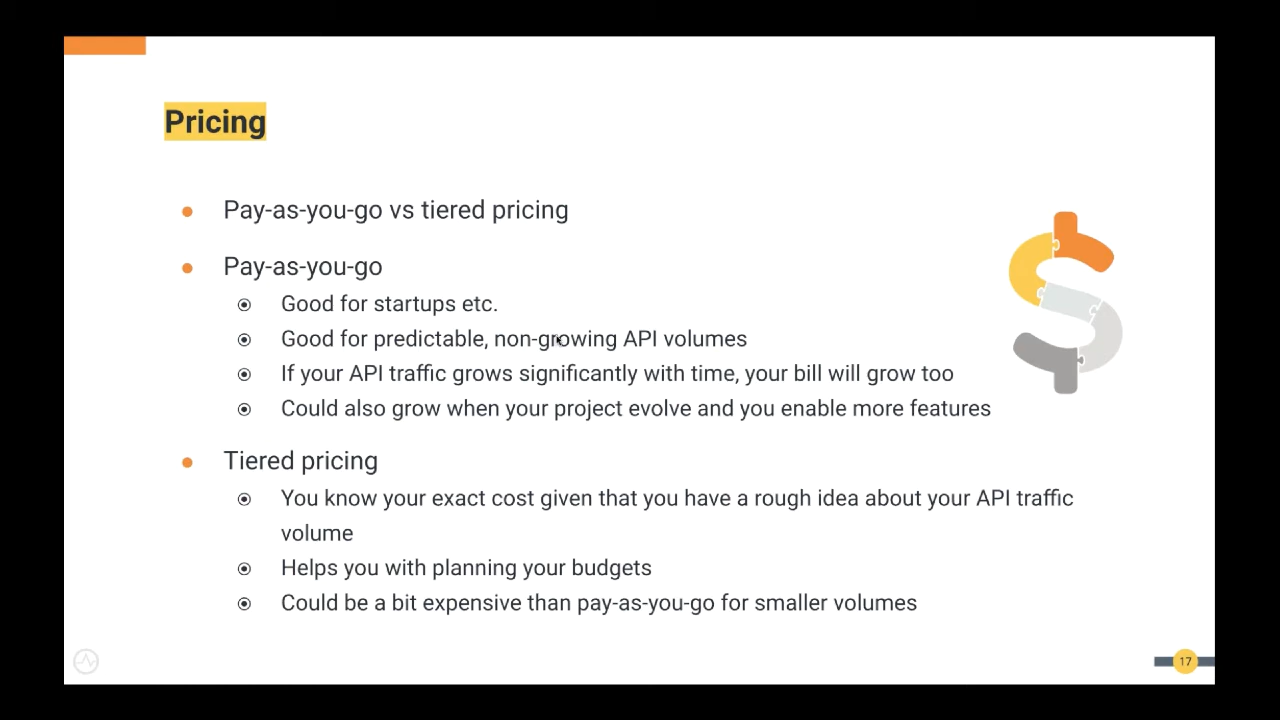 Pricing
Pay-as-you-go vs tiered pricing
Pay-as-you-go
Good for startups etc.
Good for predictable, non-growing API volumes
If your API traffic grows significantly with time, your bill will grow too
Could also grow when your project evolve and you enable more features
Tiered pricing
You know your exact cost given that you have a rough idea about your API traffic
volume
Helps you with planning your budgets
Could be a bit expensive than pay-as-you-go for smaller volumes
17